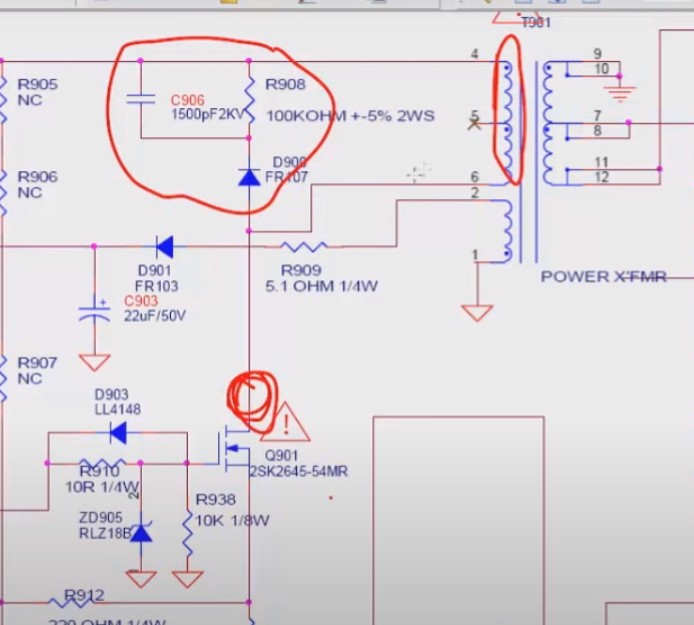 T901
4
9
10
R905
NC
C906
1500pF2KV
R908
100KOHM +-5% 2WS
5
7
8
R906
NC
D900
FR107
6
11
12
2
D901
FR103
R909
5.1 OHM 1/4W
1
POWER X'FMR
C903
+
22uF/50V
R907
NC
D903
LL4148
!
Q901
2SK2645-54MR
R910
10R 1/4W
2
R938
10K 1/8W
ZD905
RLZ18B
1
R912
220 OHM 1/4W